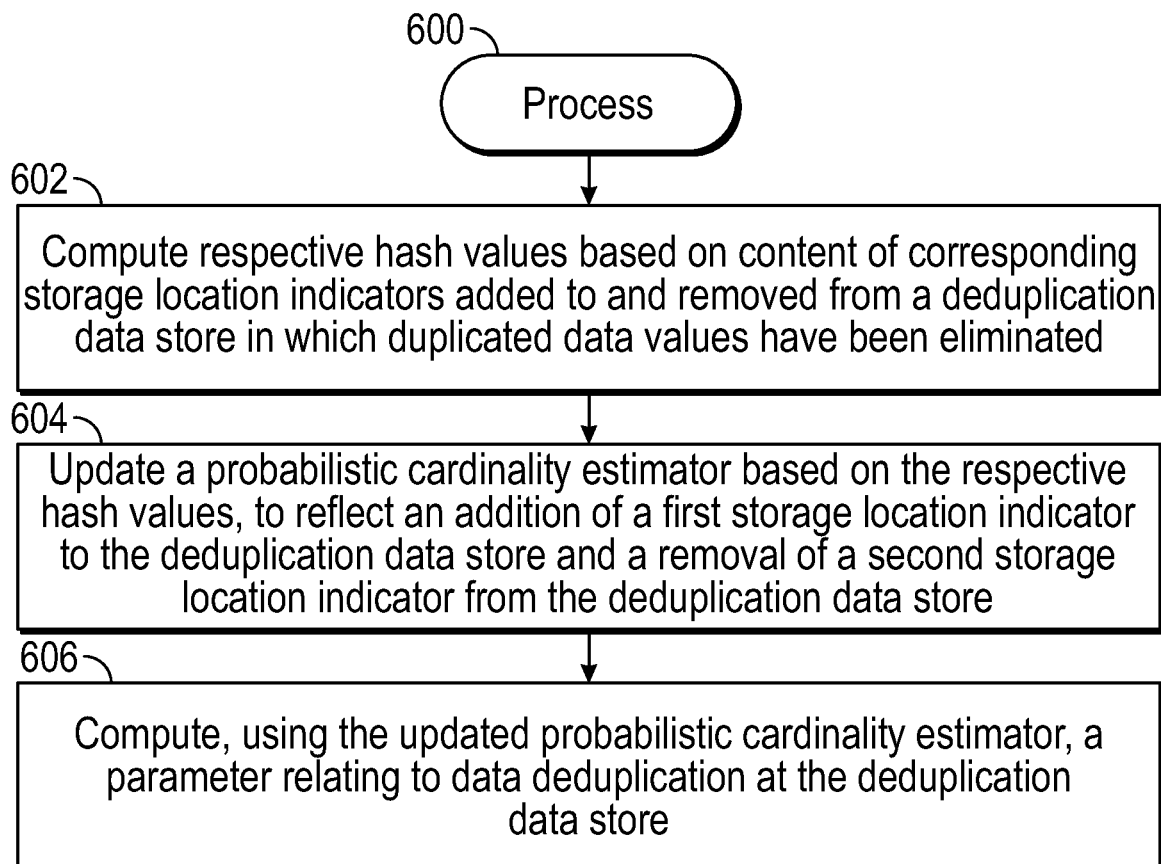 600
Process
602
Compute respective hash values based on content of corresponding
storage location indicators added to and removed from a deduplication
data store in which duplicated data values have been eliminated
604
Update a probabilistic cardinality estimator based on the respective
hash values, to reflect an addition of a first storage location indicator
to the deduplication data store and a removal of a second storage
location indicator from the deduplication data store
606
Compute, using the updated probabilistic cardinality estimator, a
parameter relating to data deduplication at the deduplication
data store